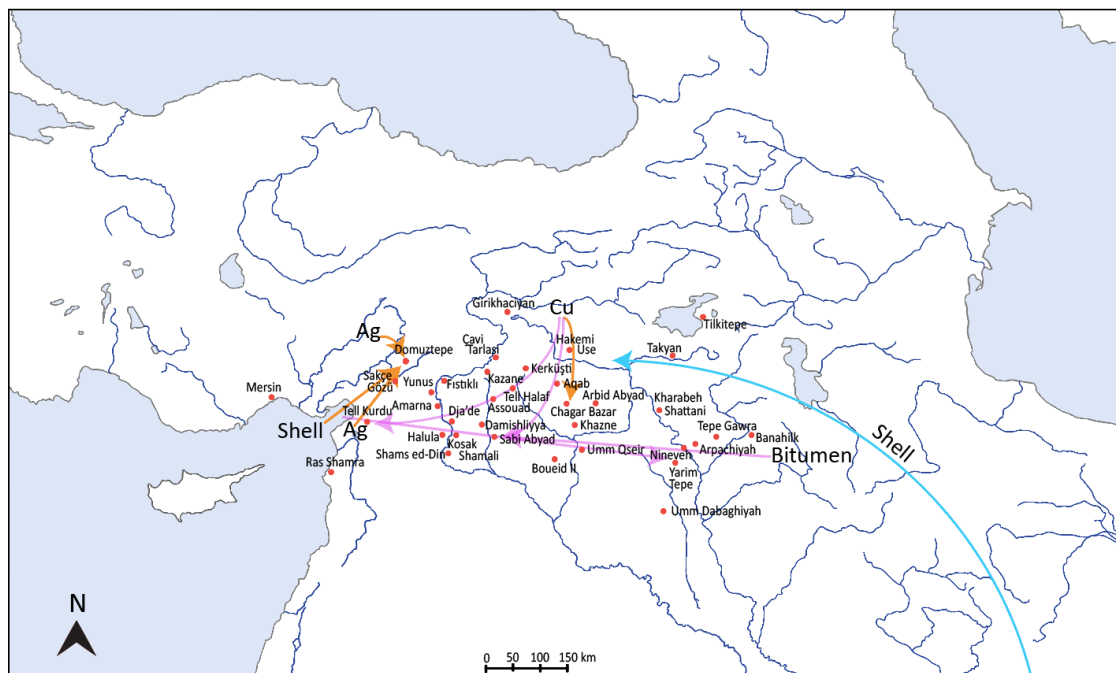 Girikhaciyan
Cu
Tilkitepe
Ag
Domuztepe
Çavi
Tarlasi
Hakemi
Use
Takyan
Sakçe
Gözü
Yunus
Fıstıklı
Kazane
Kerküşti
Aqab
Mersin
Amarna
Tell Halaf
Assouad
Arbid Abyad
Chagar Bazar
Kharabeh
Shattani
Tell Kurdu
Shell
Ag
Dja'de
Damishliyya
Khazne
Tepe Gawra
Banahilk
Shell
Halula
Kosak
Shamali
Sabi Abyad
Umm Qseir
Nineveh
Arpachiyah
Bitumen
Shams ed-Din
Boueid II
Yarim
Tepe
Ras Shamra
Umm Dabaghiyah
N
0 50 100 150 km